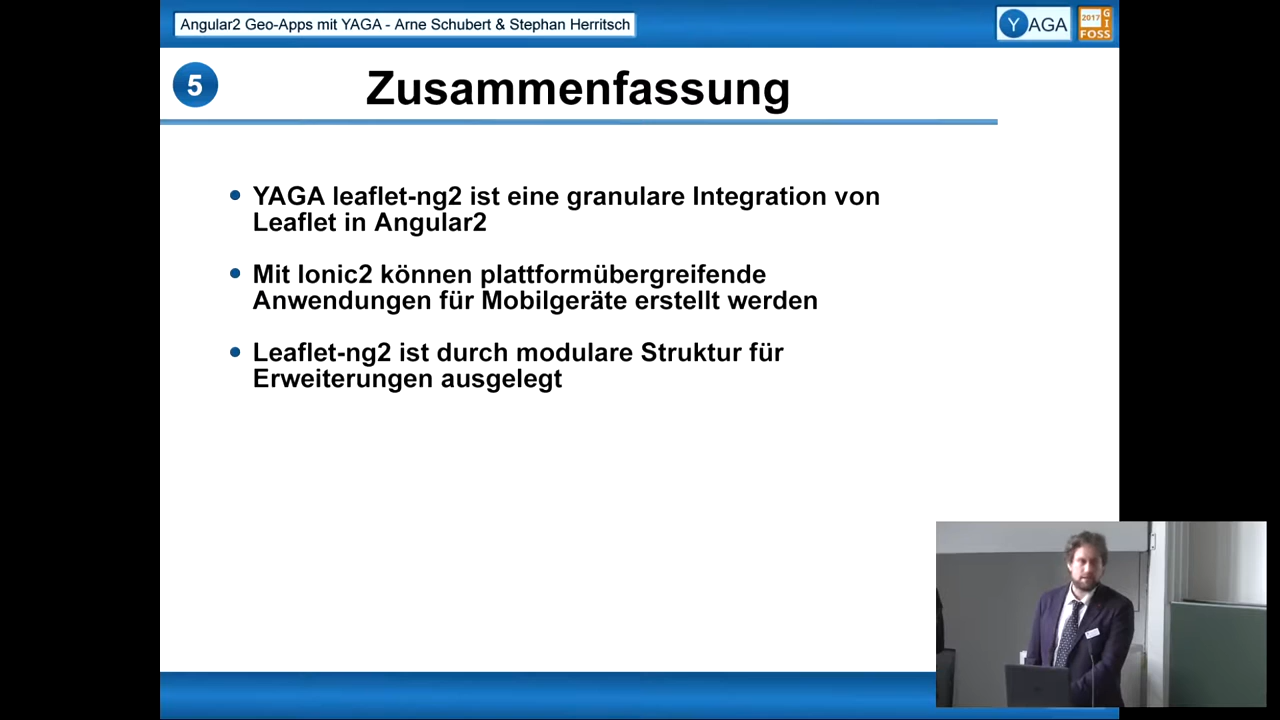 Angular2 Geo-Apps mit YAGA - Arne Schubert & Stephan Herritsch
YAGA
2017
GI
FOSS
5
Zusammenfassung
YAGA leaflet-ng2 ist eine granulare Integration von
Leaflet in Angular2
Mit Ionic2 können plattformübergreifende
Anwendungen für Mobilgeräte erstellt werden
Leaflet-ng2 ist durch modulare Struktur für
Erweiterungen ausgelegt